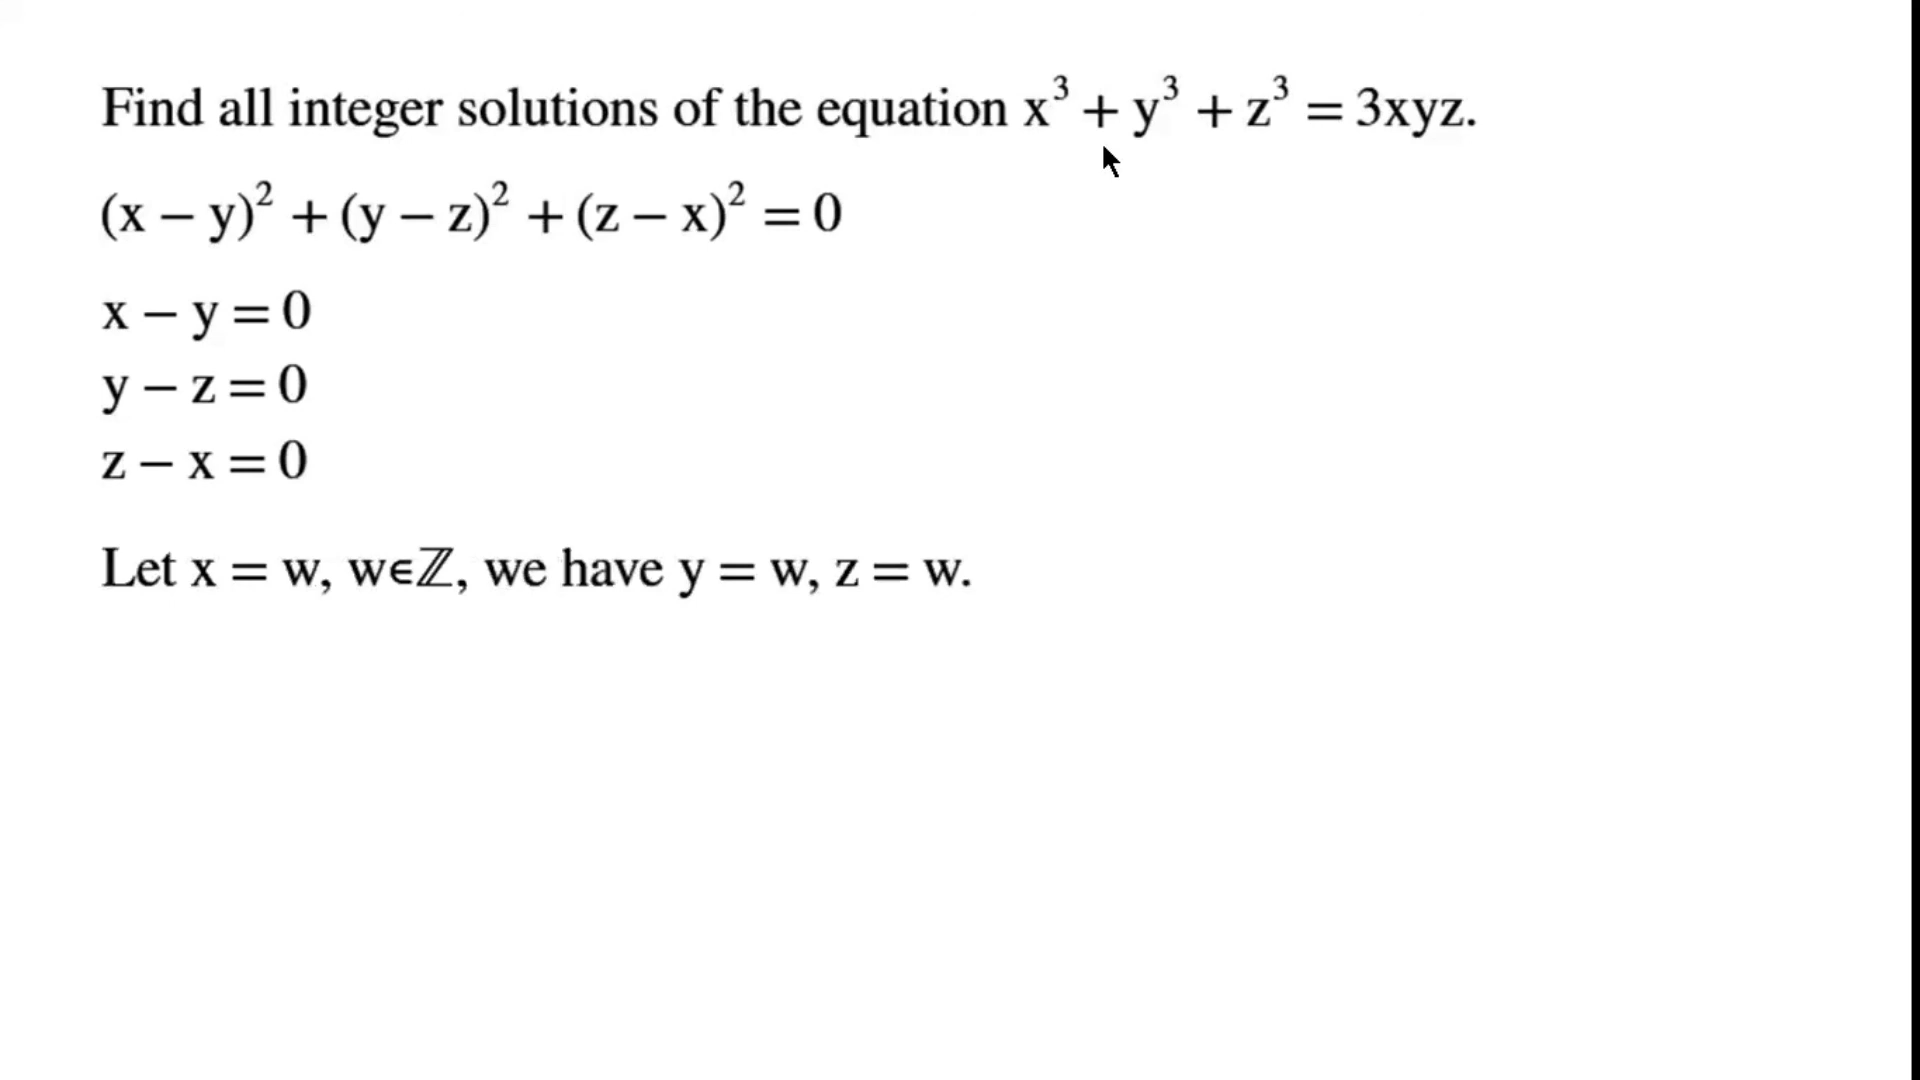 Find all integer solutions of the equation x³ + y³ + z³ = 3xyz.
(x − y)² + (y − z)² + (z − x)² = 0
x − y = 0
y − z = 0
z − x = 0
Let x = w, w∈ℤ, we have y = w, z = w.